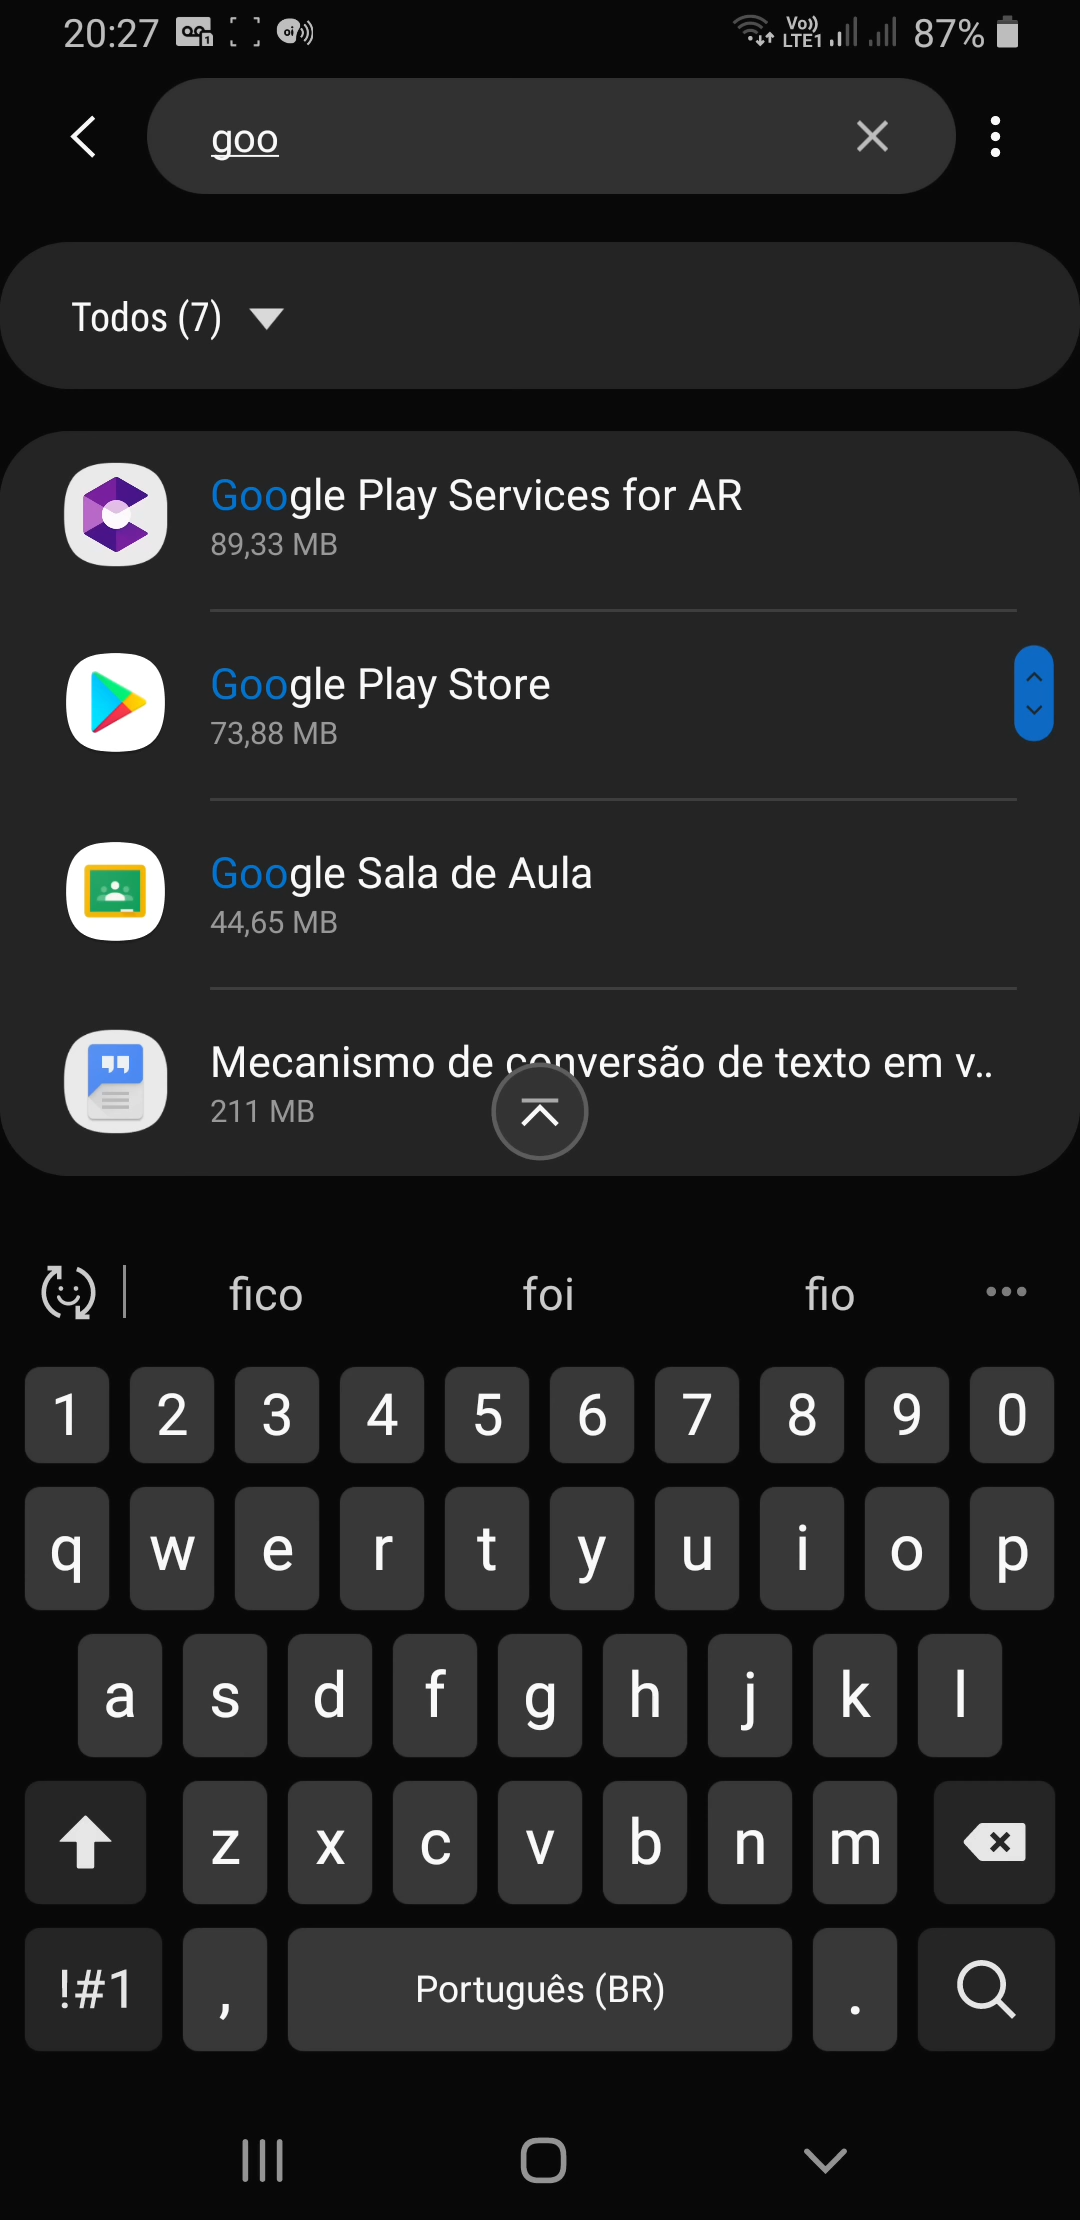 20:27 1 oi Vo)) LTE1 87%
goo
Todos (7)
Google Play Services for AR
89,33 MB
Google Play Store
73,88 MB
Google Sala de Aula
44,65 MB
Mecanismo de conversão de texto em v..
211 MB
fico foi fio
1 2 3 4 5 6 7 8 9 0
q w e r t y u i o p
a s d f g h j k l
z x c v b n m
!#1 , Português (BR) .